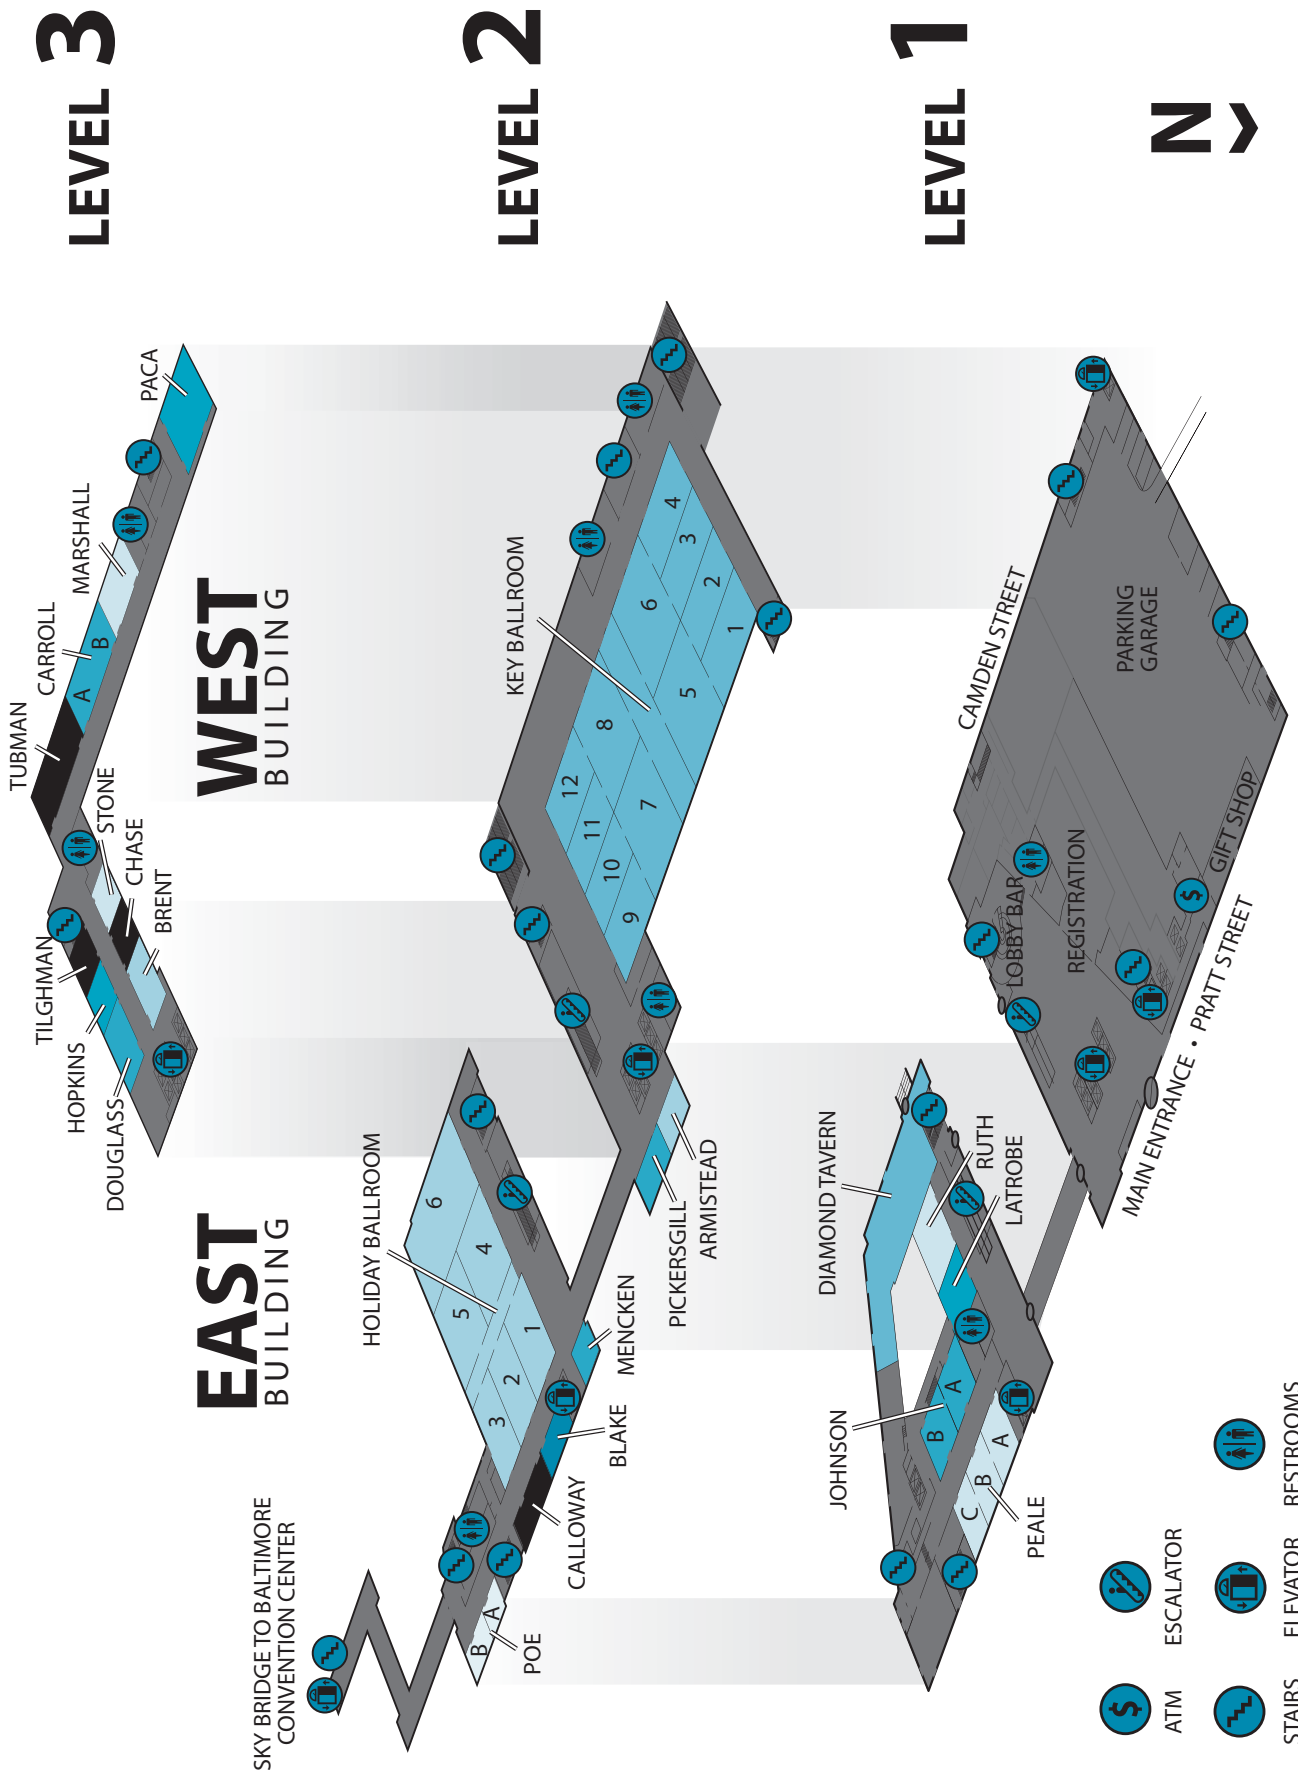 LEVEL 3
LEVEL 2
LEVEL 1
N
EAST
BUILDING
WEST
BUILDING
TILGHMAN
HOPKINS
DOUGLASS
TUBMAN
STONE
CHASE
BRENT
CARROLL
A
B
MARSHALL
PACA
SKY BRIDGE TO BALTIMORE
CONVENTION CENTER
HOLIDAY BALLROOM
6
5
4
3
2
1
B
A
POE
CALLOWAY
BLAKE
MENCKEN
PICKERSGILL
ARMISTEAD
KEY BALLROOM
12
11
10
9
8
7
6
5
4
3
2
1
DIAMOND TAVERN
RUTH
LATROBE
JOHNSON
B
A
C
B
A
PEALE
CAMDEN STREET
LOBBY BAR
REGISTRATION
PARKING
GARAGE
GIFT SHOP
MAIN ENTRANCE • PRATT STREET
$
$
ATM
ESCALATOR
STAIRS
ELEVATOR
RESTROOMS